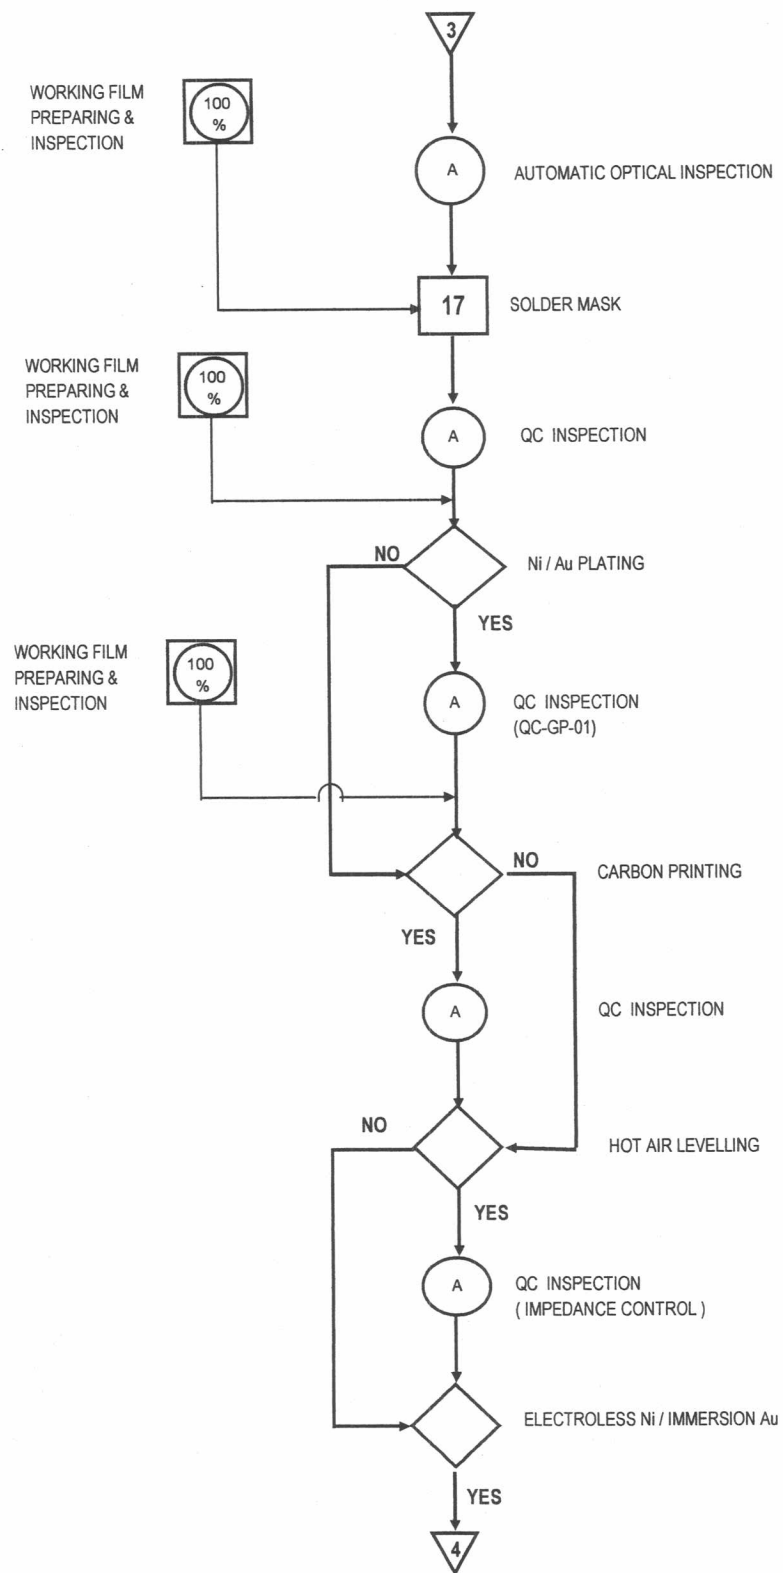 3
WORKING FILM
PREPARING &
INSPECTION
100
%
A
AUTOMATIC OPTICAL INSPECTION
17
SOLDER MASK
WORKING FILM
PREPARING &
INSPECTION
100
%
A
QC INSPECTION
NO
Ni / Au PLATING
YES
WORKING FILM
PREPARING &
INSPECTION
100
%
A
QC INSPECTION
(QC-GP-01)
NO
CARBON PRINTING
YES
A
QC INSPECTION
NO
HOT AIR LEVELLING
YES
A
QC INSPECTION
( IMPEDANCE CONTROL )
ELECTROLESS Ni / IMMERSION Au
YES
4